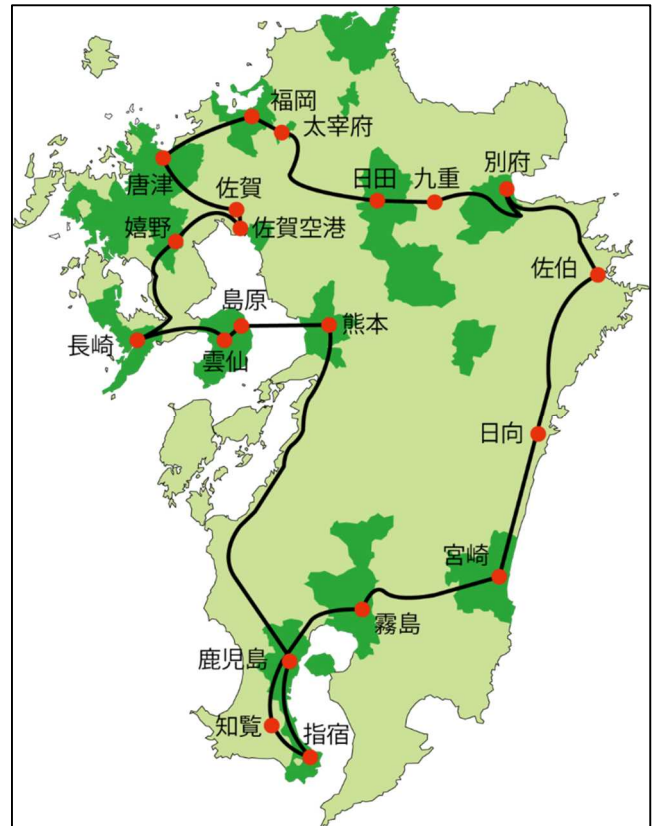 福岡
太宰府
唐津
佐賀
日田
九重
別府
嬉野
佐賀空港
佐伯
島原
熊本
長崎
雲仙
日向
宮崎
霧島
鹿児島
知覧
指宿